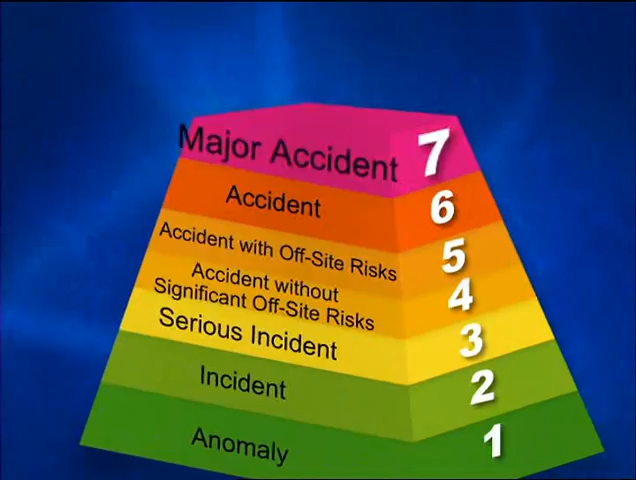 Major Accident 7
Accident 6
Accident with Off-Site Risks 5
Accident without
Significant Off-Site Risks 4
Serious Incident 3
Incident 2
Anomaly 1